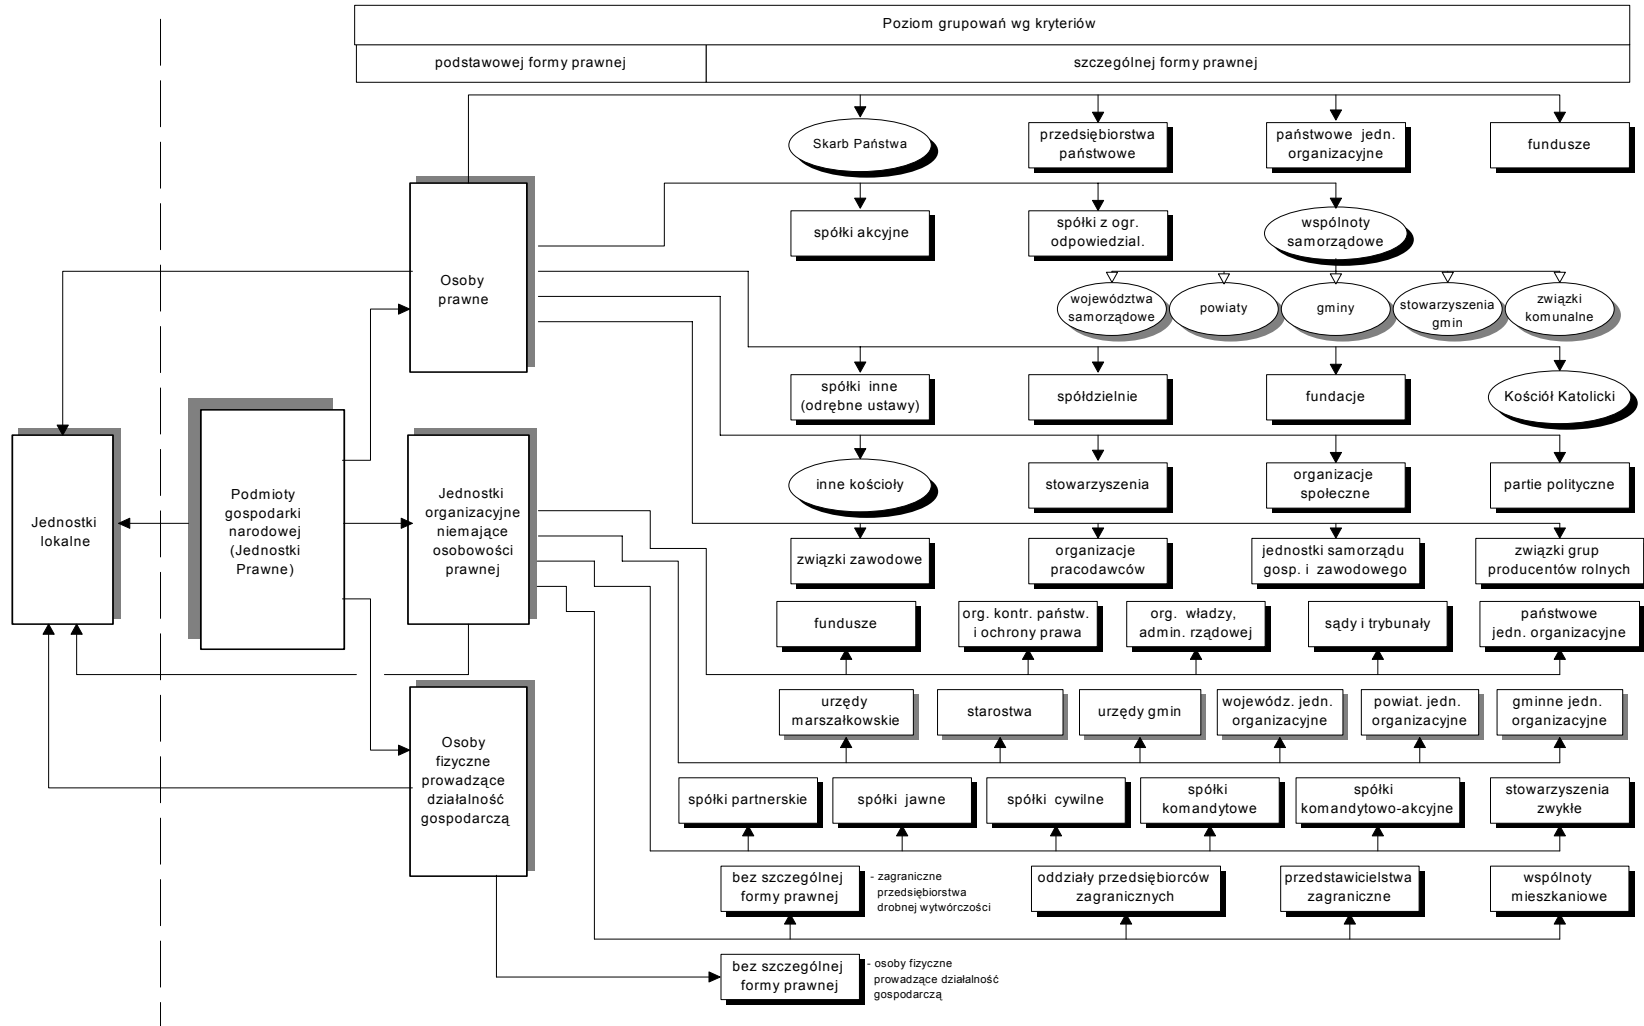 Poziom grupowań wg kryteriów
podstawowej formy prawnej
szczególnej formy prawnej
Skarb Państwa
przedsiębiorstwa
państwowe
państwowe jedn.
organizacyjne
fundusze
spółki akcyjne
spółki z ogr.
odpowiedzial.
wspólnoty
samorządowe
Osoby
prawne
województwa
samorządowe
powiaty
gminy
stowarzyszenia
gmin
związki
komunalne
spółki inne
(odrębne ustawy)
spółdzielnie
fundacje
Kościół Katolicki
inne kościoły
stowarzyszenia
organizacje
społeczne
partie polityczne
Jednostki
lokalne
Podmioty
gospodarki
narodowej
(Jednostki
Prawne)
Jednostki
organizacyjne
niemające
osobowości
prawnej
związki zawodowe
organizacje
pracodawców
jednostki samorządu
gosp. i zawodowego
związki grup
producentów rolnych
fundusze
org. kontr. państw.
i ochrony prawa
org. władzy,
admin. rządowej
sądy i trybunały
państwowe
jedn. organizacyjne
urzędy
marszałkowskie
starostwa
urzędy gmin
wojewódz. jedn.
organizacyjne
powiat. jedn.
organizacyjne
gminne jedn.
organizacyjne
Osoby
fizyczne
prowadzące
działalność
gospodarczą
spółki partnerskie
spółki jawne
spółki cywilne
spółki
komandytowe
spółki
komandytowo-akcyjne
stowarzyszenia
zwykłe
bez szczególnej
formy prawnej
- zagraniczne
przedsiębiorstwa
drobnej wytwórczości
oddziały przedsiębiorców
zagranicznych
przedstawicielstwa
zagraniczne
wspólnoty
mieszkaniowe
bez szczególnej
formy prawnej
- osoby fizyczne
prowadzące działalność
gospodarczą